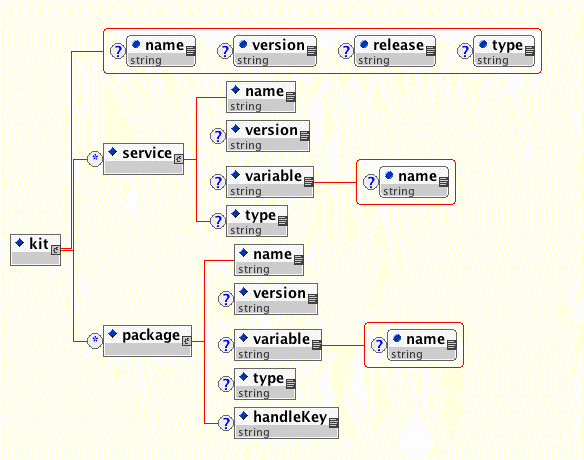 ? name ? version ? release ? type
string string string string
name
string
? version
string
* service
? variable ? name
string string
? type
string
kit
name
string
? version
string
* package
? variable ? name
string string
? type
string
? handleKey
string